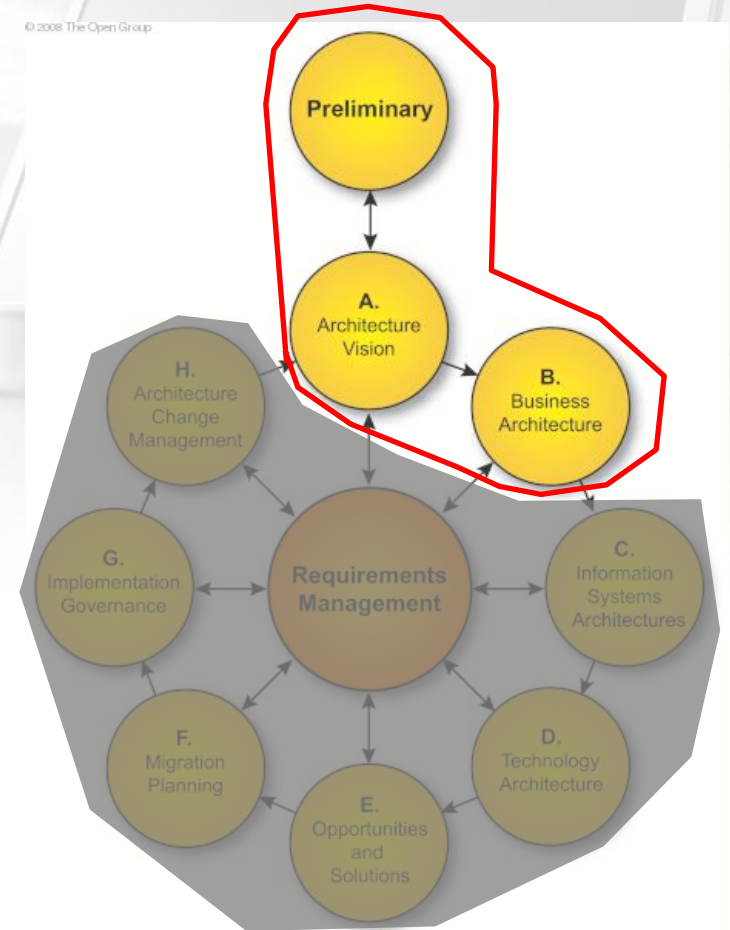 © 2008 The Open Group
Preliminary
A.
Architecture
Vision
B.
Business
Architecture
H.
Architecture
Change
Management
C.
Information
Systems
Architectures
G.
Implementation
Governance
Requirements
Management
D.
Technology
Architecture
F.
Migration
Planning
E.
Opportunities
and
Solutions